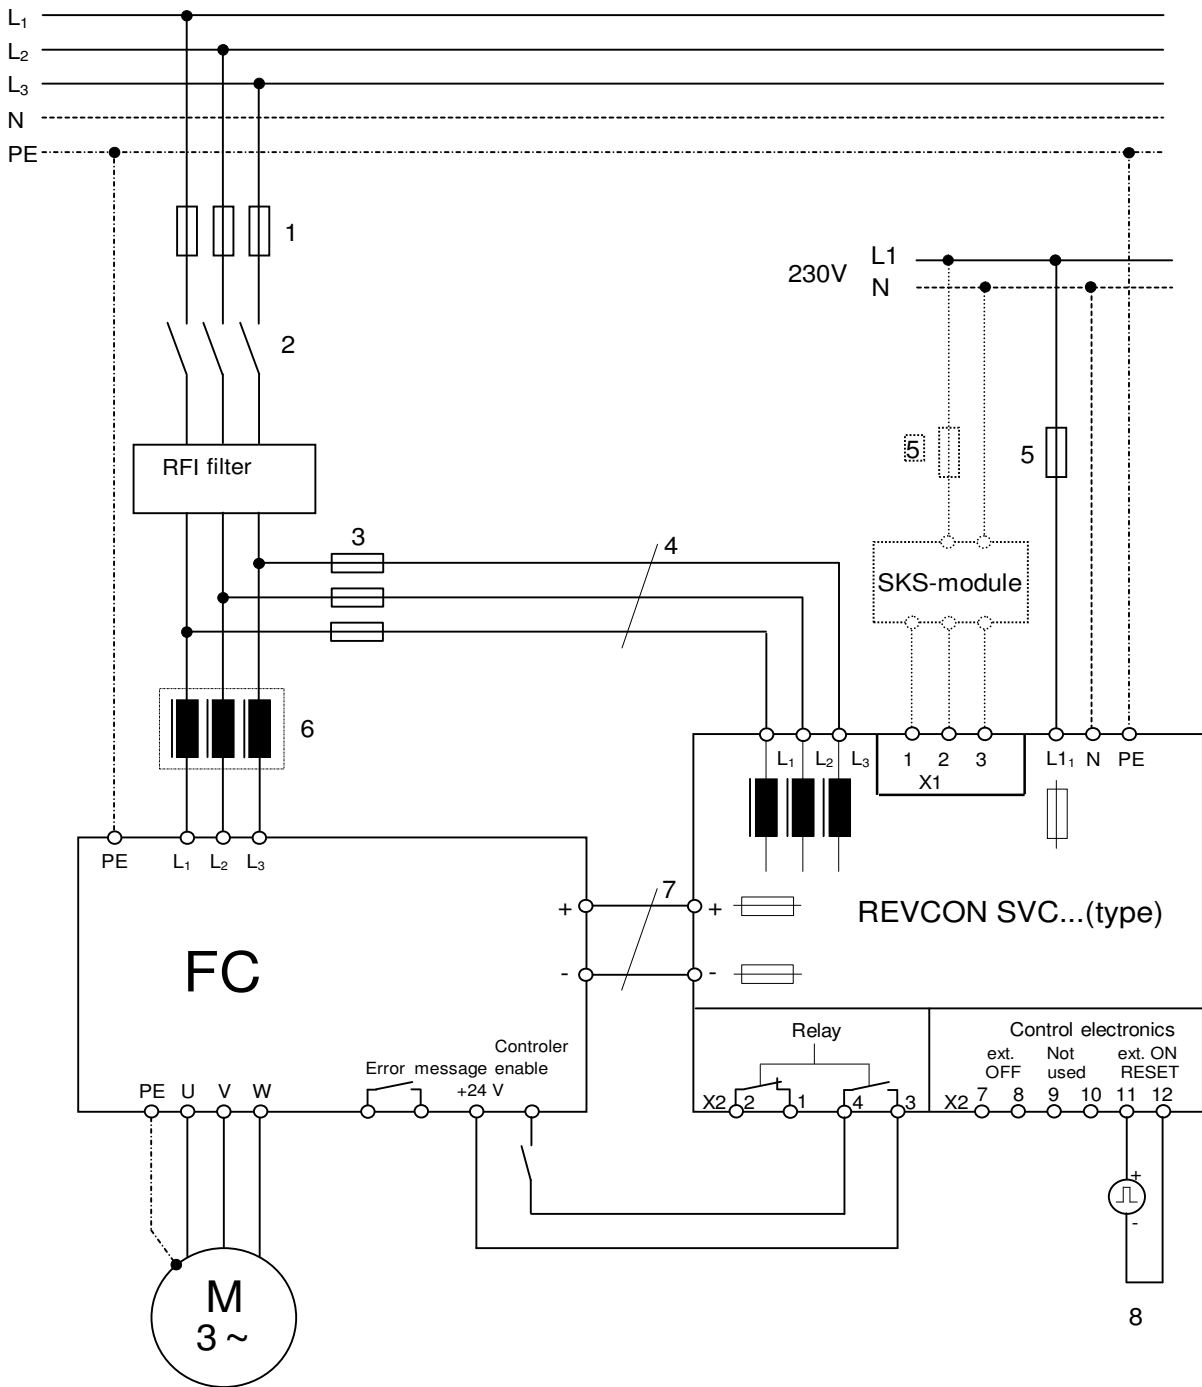 L₁
L₂
L₃
N
PE
1
230V
L1
N
2
5
5
RFI filter
3
4
SKS-module
6
L₁ L₂ L₃
1 2 3
X1
L1₁ N PE
PE L₁ L₂ L₃
7
+ +
- -
FC
REVCON SVC...(type)
Controler
Error message enable
+24 V
Relay
Control electronics
ext. OFF
Not used
ext. ON RESET
PE U V W
X2 2 1 4 3
X2 7 8 9 10 11 12
+
-
8
M
3 ~